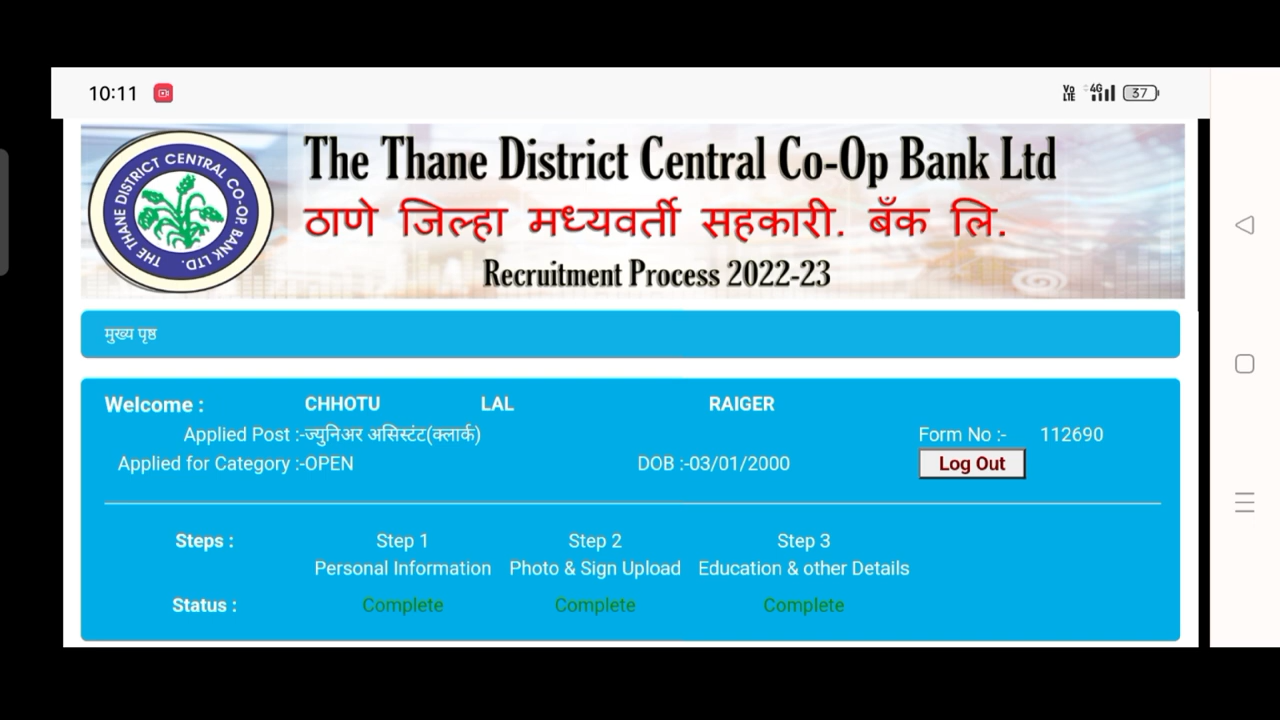 10:11
Vo LTE 4G 37
THE THANE DISTRICT CENTRAL CO-OP. BANK LTD.
The Thane District Central Co-Op Bank Ltd
ठाणे जिल्हा मध्यवर्ती सहकारी. बँक लि.
Recruitment Process 2022-23
मुख्य पृष्ठ
Welcome : CHHOTU LAL RAIGER
Applied Post :-ज्युनिअर असिस्टंट(क्लार्क) Form No :- 112690
Applied for Category :-OPEN DOB :-03/01/2000 Log Out
Steps : Step 1 Step 2 Step 3
Personal Information Photo & Sign Upload Education & other Details
Status : Complete Complete Complete